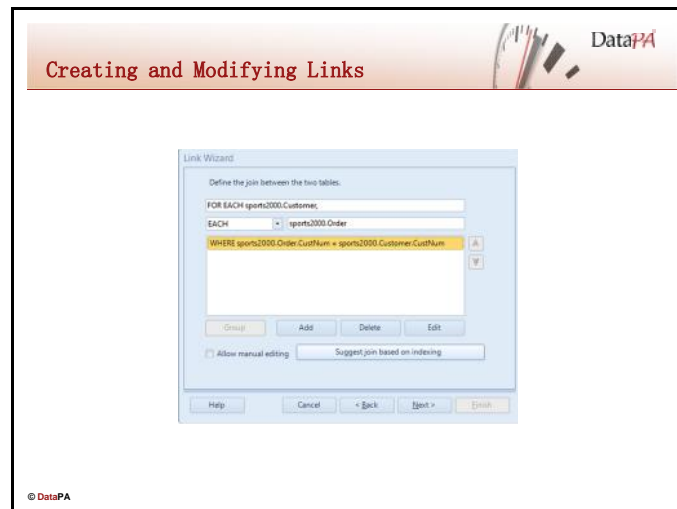 Creating and Modifying Links
DataPA
Link Wizard
Define the join between the two tables.
FOR EACH sports2000.Customer,
EACH sports2000.Order
WHERE sports2000.Order.CustNum = sports2000.Customer.CustNum
Group Add Delete Edit
Allow manual editing Suggest join based on indexing
Help Cancel < Back Next > Finish
© DataPA